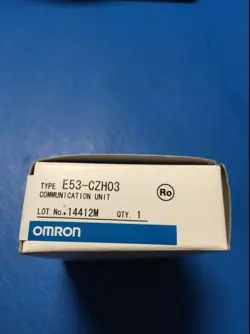 TYPE E53-CZH03
COMMUNICATION UNIT
Ro
LOT No. 14412M QTY. 1
OMRON